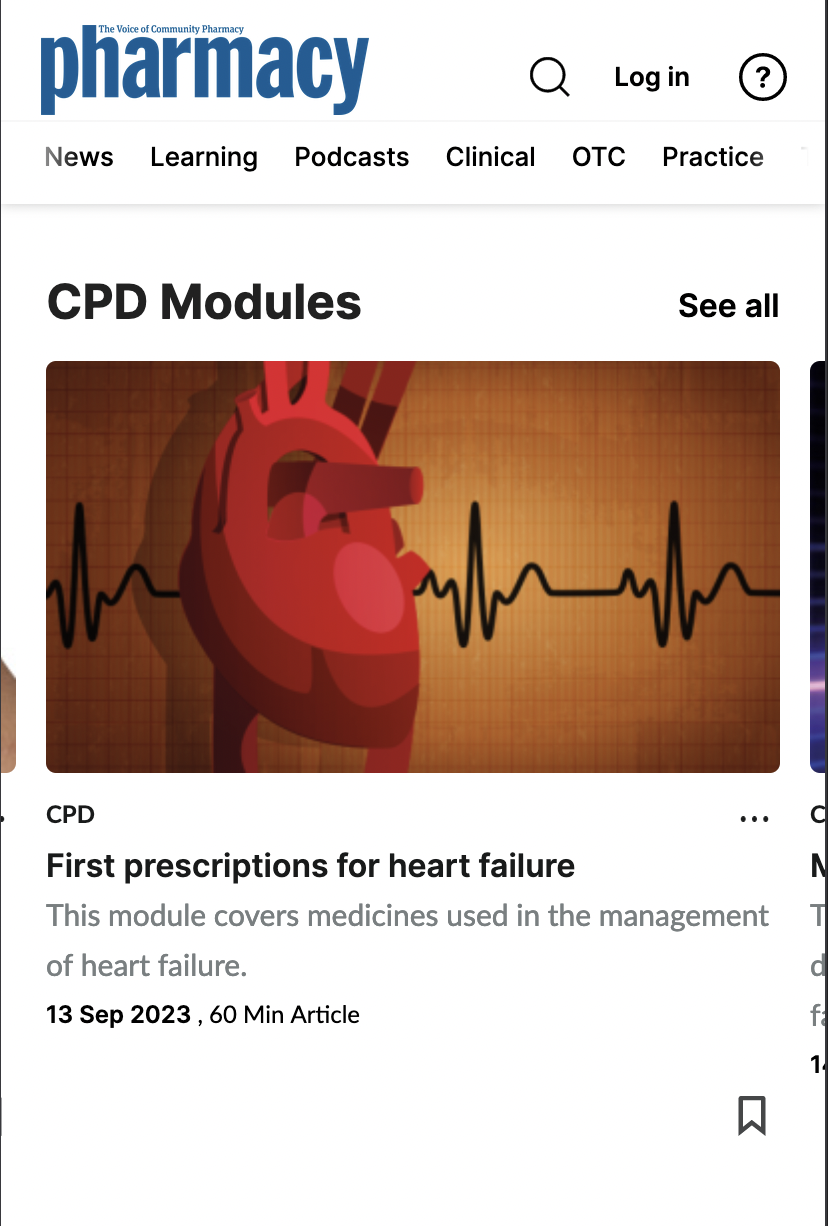 The Voice of Community Pharmacy
pharmacy
Log in
?
News Learning Podcasts Clinical OTC Practice
CPD Modules
See all
CPD
...
First prescriptions for heart failure
This module covers medicines used in the management
of heart failure.
13 Sep 2023 , 60 Min Article